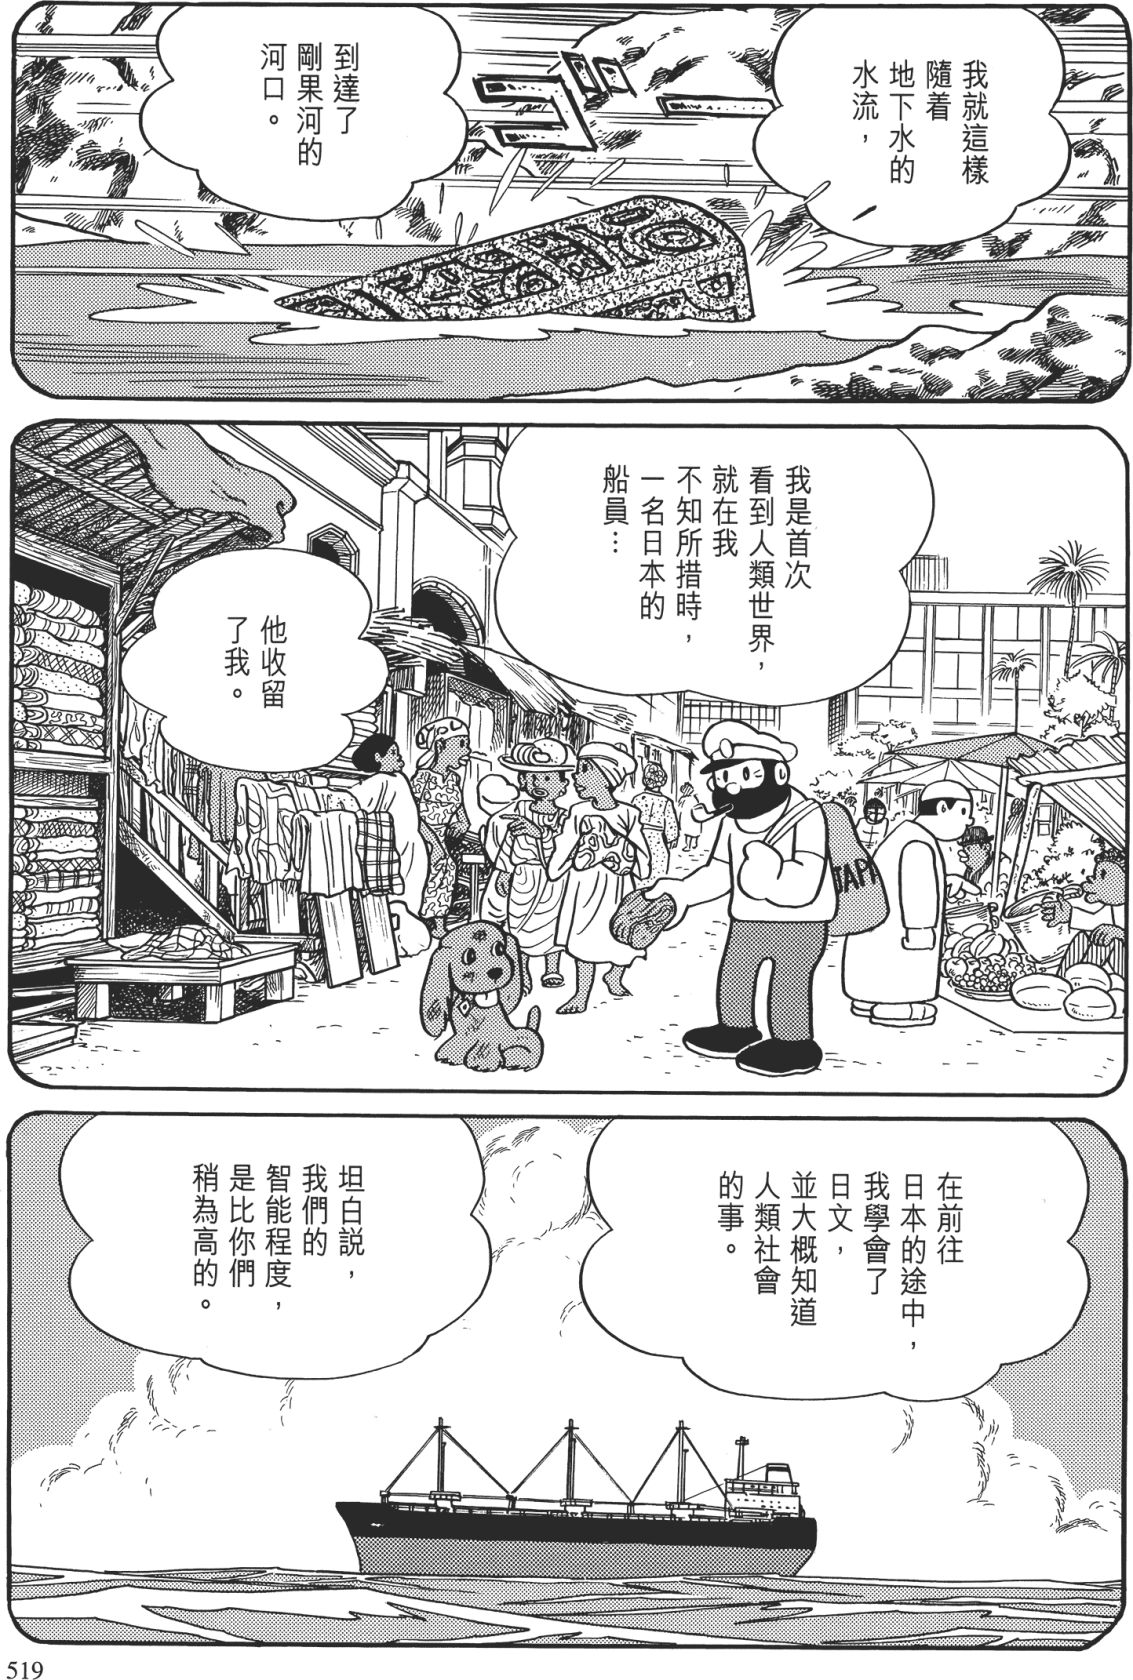 我就這樣
隨着
地下水的
水流，
到達了
剛果河的
河口。
我是首次
看到人類世界，
就在我
不知所措時，
一名日本的
船員…
他收留
了我。
JAPA
在前往
日本的途中，
我學會了
日文，
並大概知道
人類社會
的事。
坦白説，
我們的
智能程度，
是比你們
稍為高的。
519